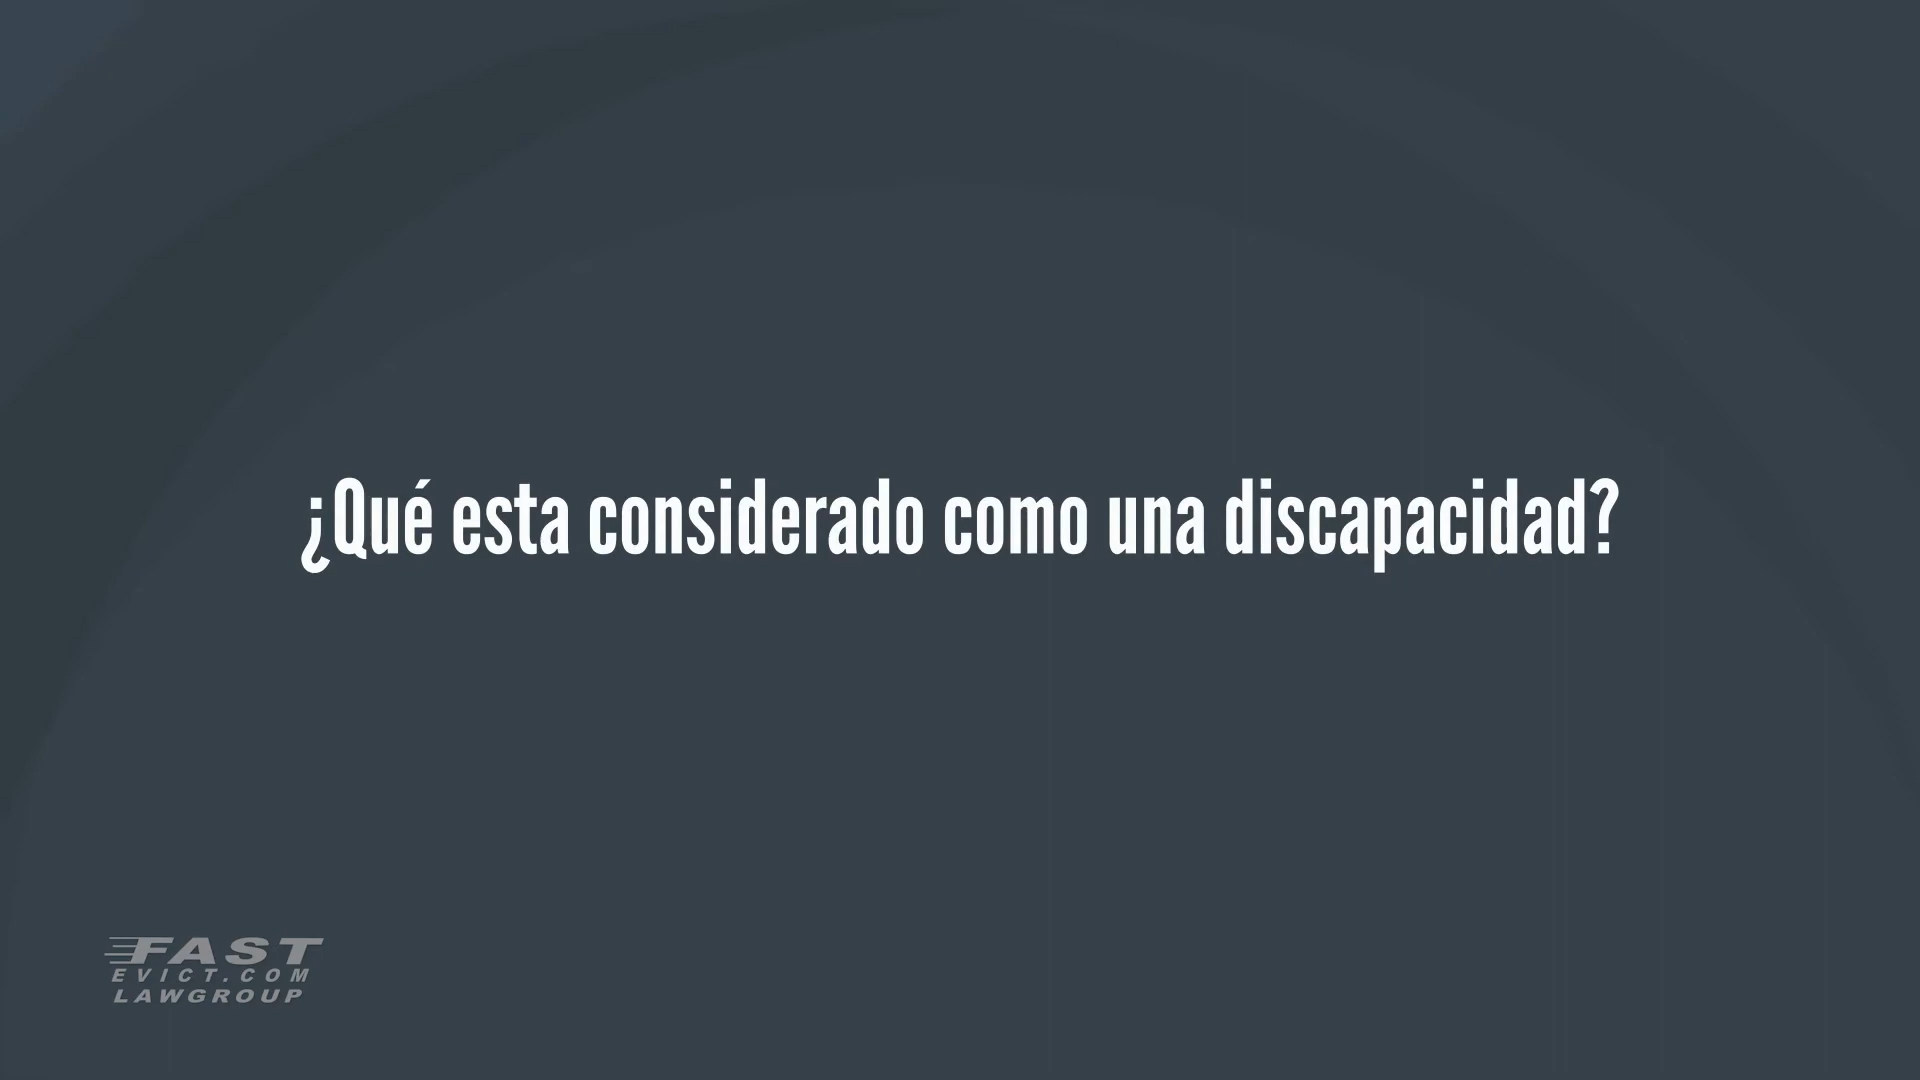 ¿Qué esta considerado como una discapacidad?
FAST
EVICT.COM
LAWGROUP